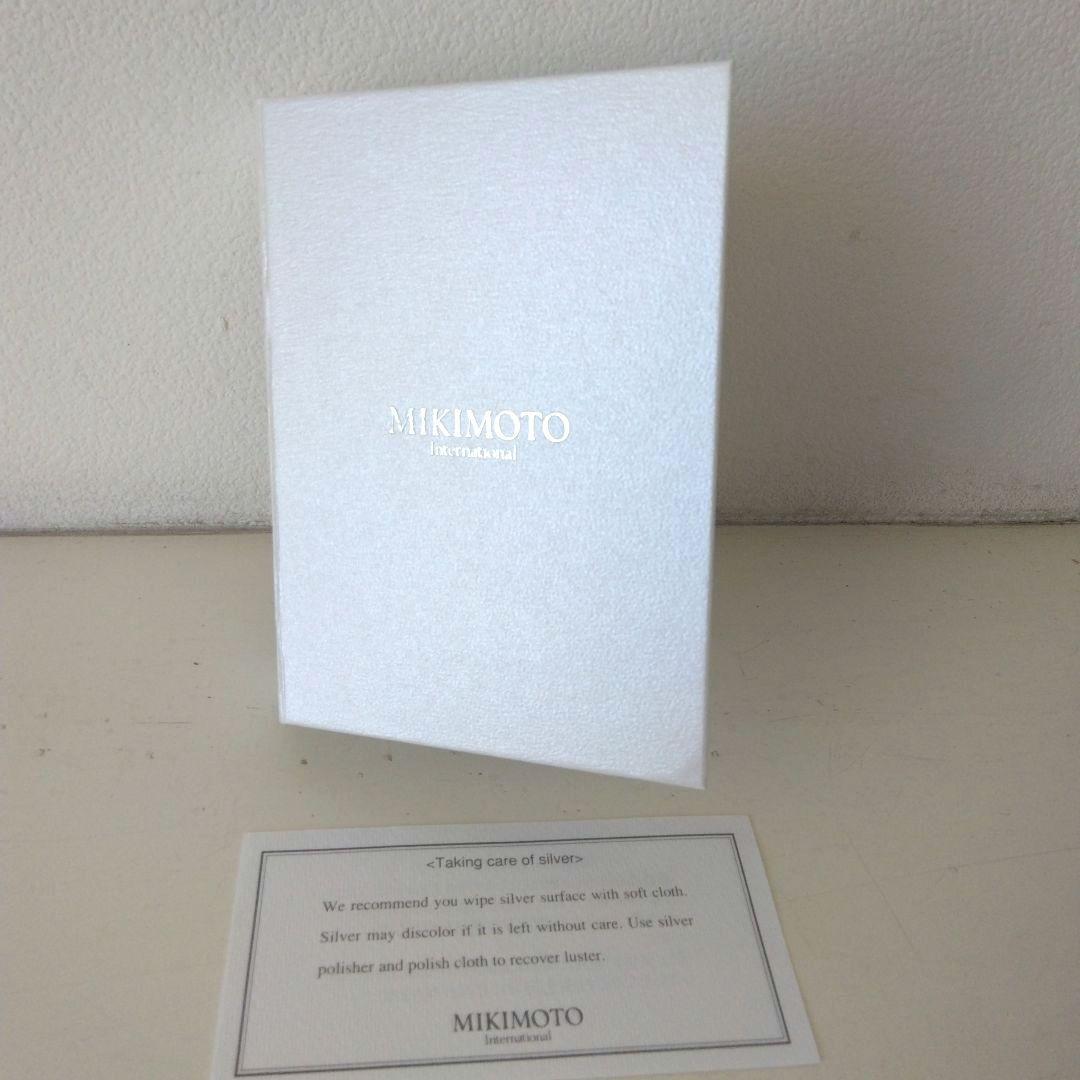 MIKIMOTO
International
<Taking care of silver>
We recommend you wipe silver surface with soft cloth.
Silver may discolor if it is left without care. Use silver
polisher and polish cloth to recover luster.
MIKIMOTO
International